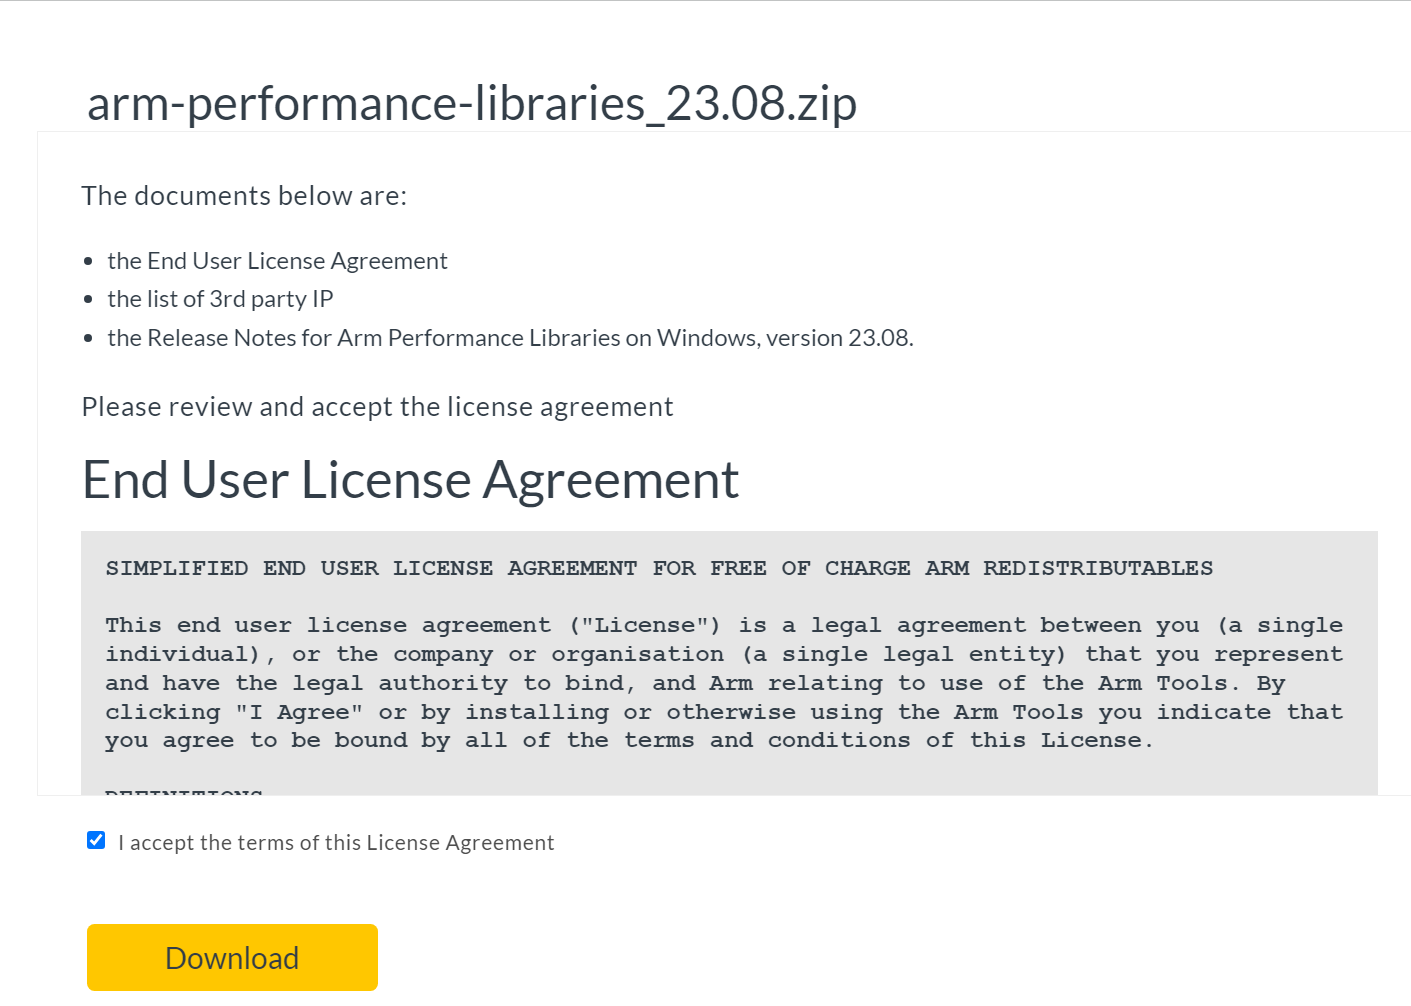 arm-performance-libraries_23.08.zip
The documents below are:
the End User License Agreement
the list of 3rd party IP
the Release Notes for Arm Performance Libraries on Windows, version 23.08.
Please review and accept the license agreement
End User License Agreement
SIMPLIFIED END USER LICENSE AGREEMENT FOR FREE OF CHARGE ARM REDISTRIBUTABLES
This end user license agreement ("License") is a legal agreement between you (a single
individual), or the company or organisation (a single legal entity) that you represent
and have the legal authority to bind, and Arm relating to use of the Arm Tools. By
clicking "I Agree" or by installing or otherwise using the Arm Tools you indicate that
you agree to be bound by all of the terms and conditions of this License.
DEFINITIONS
I accept the terms of this License Agreement
Download